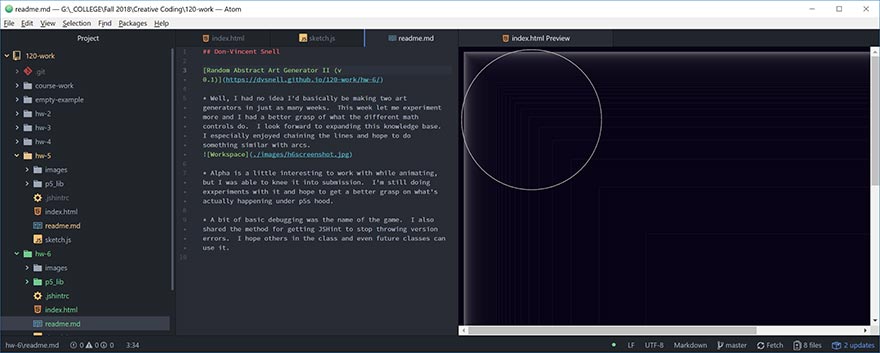 readme.md — G:\_COLLEGE\Fall 2018\Creative Coding\120-work — Atom
File Edit View Selection Find Packages Help
Project
120-work
.git
course-work
empty-example
hw-2
hw-3
hw-4
hw-5
images
p5_lib
.jshintrc
index.html
readme.md
sketch.js
hw-6
images
p5_lib
.jshintrc
index.html
readme.md
index.html sketch.js readme.md
1 ## Don-Vincent Snell
2
3 [Random Abstract Art Generator II (v
0.1)](https://dvsnell.github.io/120-work/hw-6/)
4
5 * Well, I had no idea I'd basically be making two art
generators in just as many weeks. This week let me experiment
more and I had a better grasp of what the different math
controls do. I look forward to expanding this knowledge base.
I especially enjoyed chaining the lines and hope to do
something similar with arcs.
6 ![Workspace](./images/h6screenshot.jpg)
7 * Alpha is a little interesting to work with while animating,
but I was able to knee it into submission. I'm still doing
exxperiments with it and hope to get a better grasp on what's
actually happening under p5s hood.
* A bit of basic debugging was the name of the game. I also
shared the method for getting JSHint to stop throwing version
errors. I hope others in the class and even future classes can
use it.
10
index.html Preview
hw-6\readme.md 0 0 0 3:34
LF UTF-8 Markdown master Fetch 8 files 2 updates